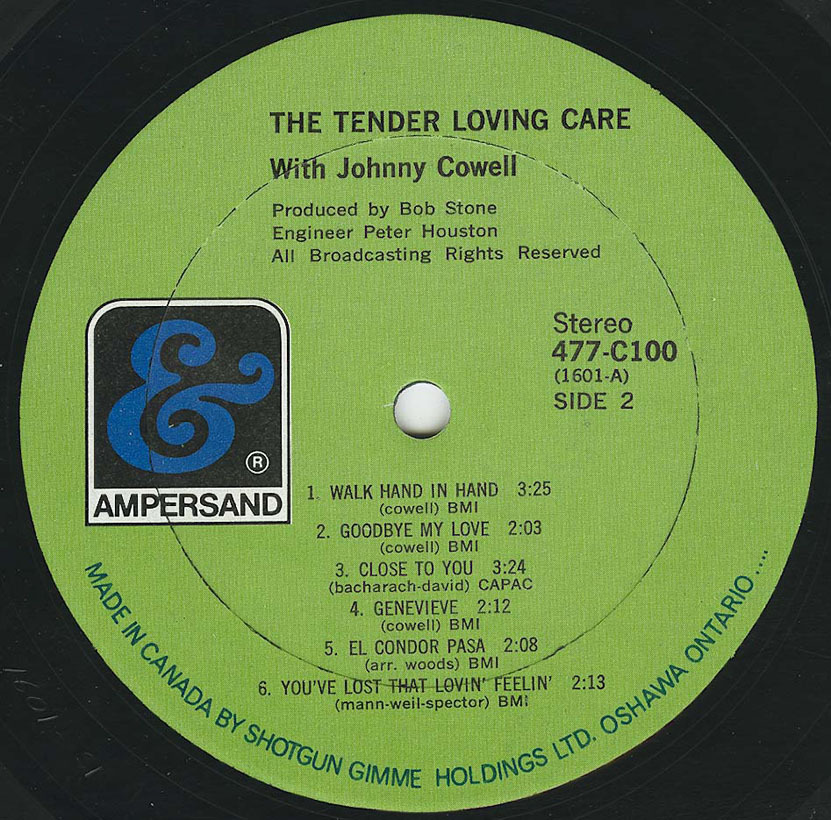 THE TENDER LOVING CARE
With Johnny Cowell
Produced by Bob Stone
Engineer Peter Houston
All Broadcasting Rights Reserved
Stereo
477-C100
(1601-A)
SIDE 2
&
®
AMPERSAND
1. WALK HAND IN HAND 3:25
(cowell) BMI
2. GOODBYE MY LOVE 2:03
(cowell) BMI
3. CLOSE TO YOU 3:24
(bacharach-david) CAPAC
4. GENEVIEVE 2:12
(cowell) BMI
5. EL CONDOR PASA 2:08
(arr. woods) BMI
6. YOU'VE LOST THAT LOVIN' FEELIN' 2:13
(mann-weil-spector) BMI
MADE IN CANADA BY SHOTGUN GIMME HOLDINGS LTD. OSHAWA ONTARIO ....